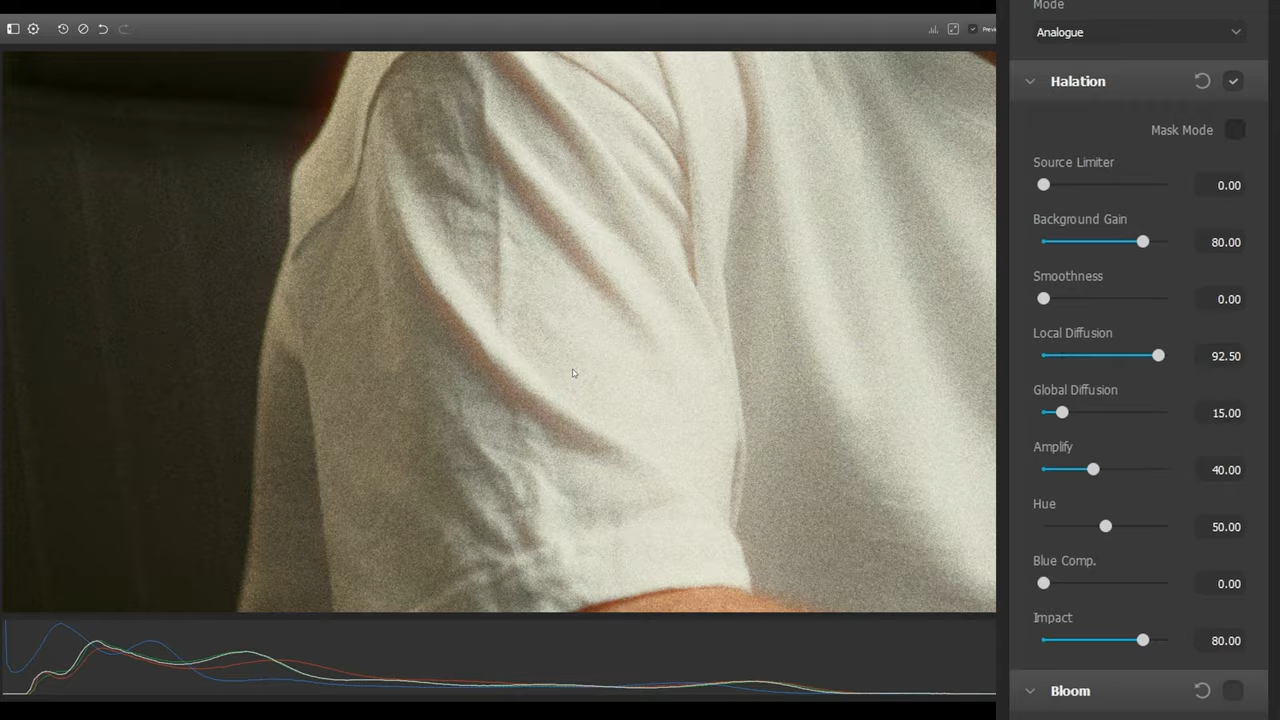 Mode
Analogue
Halation
Mask Mode
Source Limiter
0.00
Background Gain
80.00
Smoothness
0.00
Local Diffusion
92.50
Global Diffusion
15.00
Amplify
40.00
Hue
50.00
Blue Comp.
0.00
Impact
80.00
Bloom